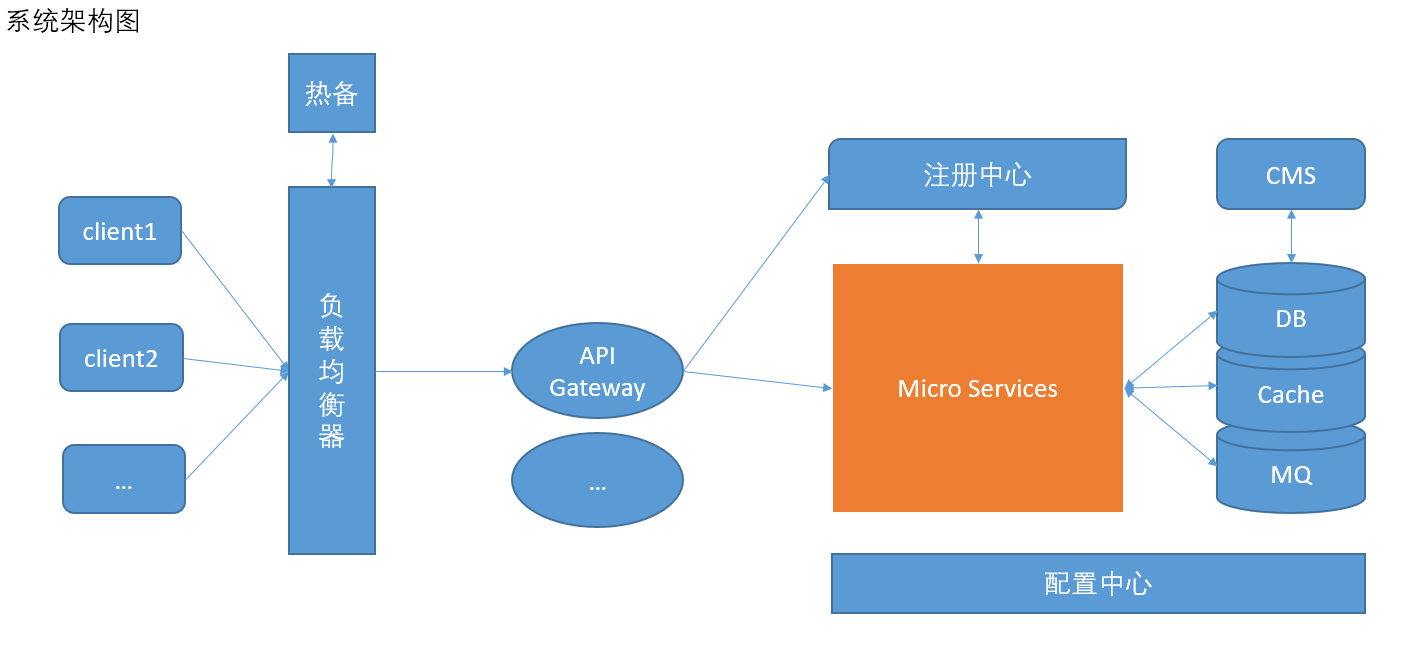 系统架构图
热备
client1
client2
...
负
载
均
衡
器
API
Gateway
...
注册中心
Micro Services
CMS
DB
Cache
MQ
配置中心